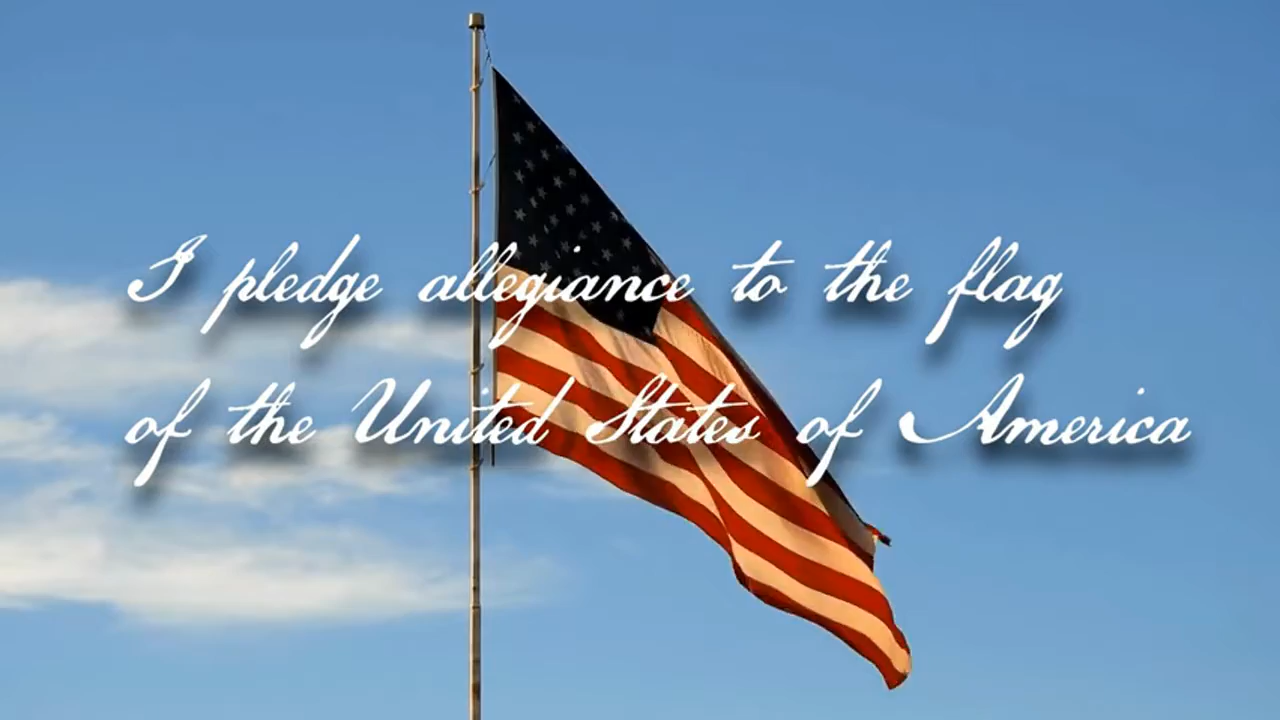 I pledge allegiance to the flag
of the United States of America